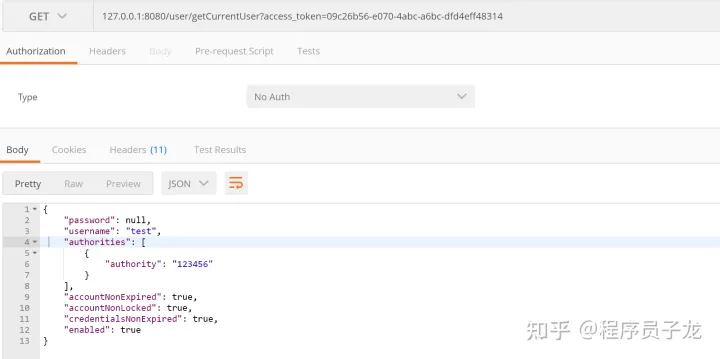 GET 127.0.0.1:8080/user/getCurrentUser?access_token=09c26b56-e070-4abc-a6bc-dfd4eff48314
Authorization Headers Body Pre-request Script Tests
Type No Auth
Body Cookies Headers (11) Test Results
Pretty Raw Preview JSON
1 {
2 "password": null,
3 "username": "test",
4 "authorities": [
5 {
6 "authority": "123456"
7 }
8 ],
9 "accountNonExpired": true,
10 "accountNonLocked": true,
11 "credentialsNonExpired": true,
12 "enabled": true
13 }
知乎 @程序员子龙